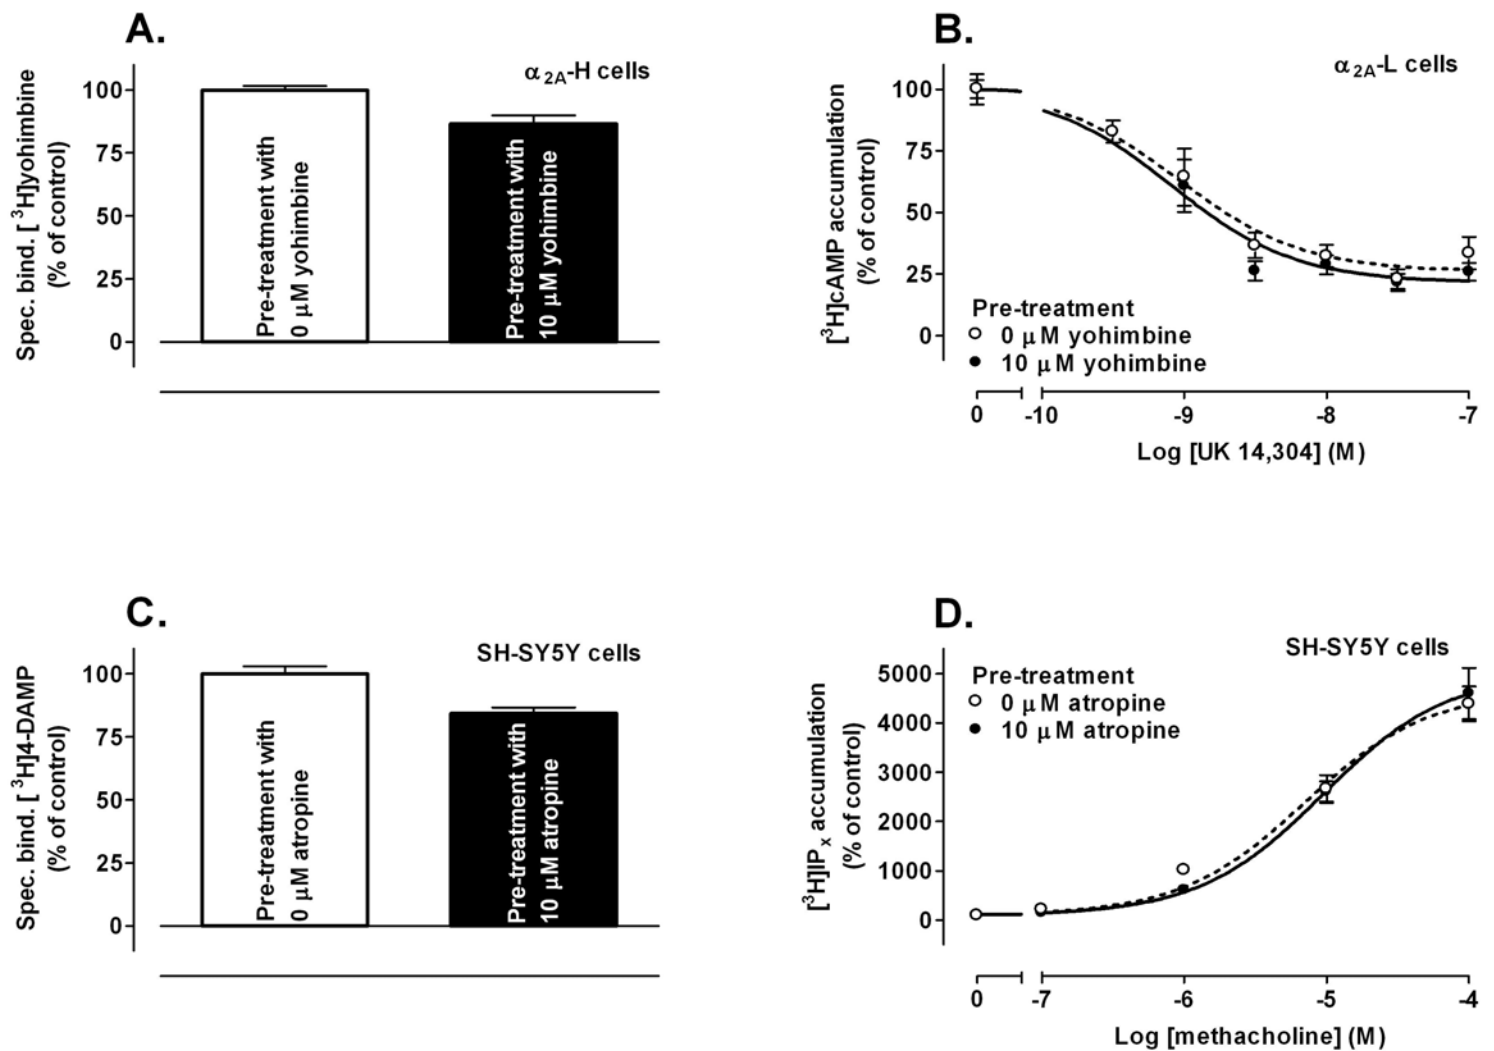 A.
α2A-H cells
Spec. bind. [3H]yohimbine
(% of control)
100
75
50
25
0
Pre-treatment with
0 μM yohimbine
Pre-treatment with
10 μM yohimbine
B.
α2A-L cells
[3H]cAMP accumulation
(% of control)
100
75
50
25
0
Pre-treatment
0 μM yohimbine
10 μM yohimbine
0 -10 -9 -8 -7
Log [UK 14,304] (M)
C.
SH-SY5Y cells
Spec. bind. [3H]4-DAMP
(% of control)
100
75
50
25
0
Pre-treatment with
0 μM atropine
Pre-treatment with
10 μM atropine
D.
SH-SY5Y cells
[3H]IPx accumulation
(% of control)
5000
4000
3000
2000
1000
0
Pre-treatment
0 μM atropine
10 μM atropine
0 -7 -6 -5 -4
Log [methacholine] (M)